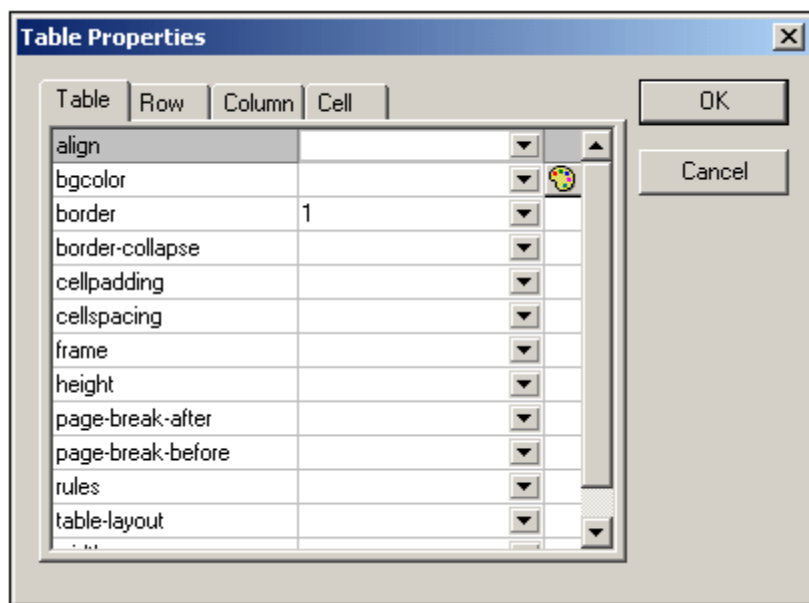 Table Properties
Table Row Column Cell
OK
Cancel
align
bgcolor
border 1
border-collapse
cellpadding
cellspacing
frame
height
page-break-after
page-break-before
rules
table-layout